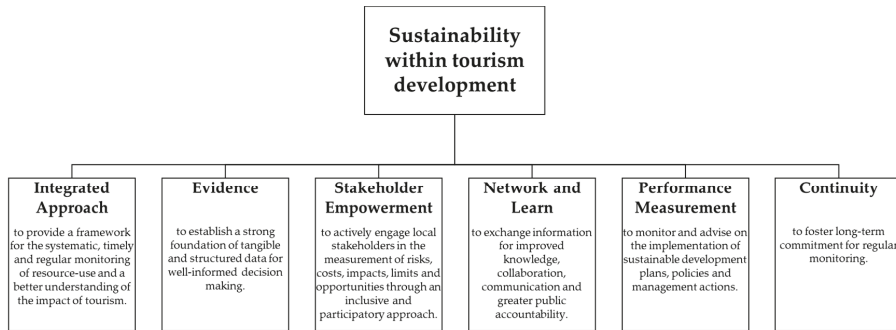 Sustainability
within tourism
development
Integrated
Approach
to provide a framework
for the systematic, timely
and regular monitoring
of resource-use and a
better understanding of
the impact of tourism.
Evidence
to establish a strong
foundation of tangible
and structured data for
well-informed decision
making.
Stakeholder
Empowerment
to actively engage local
stakeholders in the
measurement of risks,
costs, impacts, limits and
opportunities through an
inclusive and
participatory approach.
Network and
Learn
to exchange information
for improved
knowledge,
collaboration,
communication and
greater public
accountability.
Performance
Measurement
to monitor and advise on
the implementation of
sustainable development
plans, policies and
management actions.
Continuity
to foster long-term
commitment for regular
monitoring.